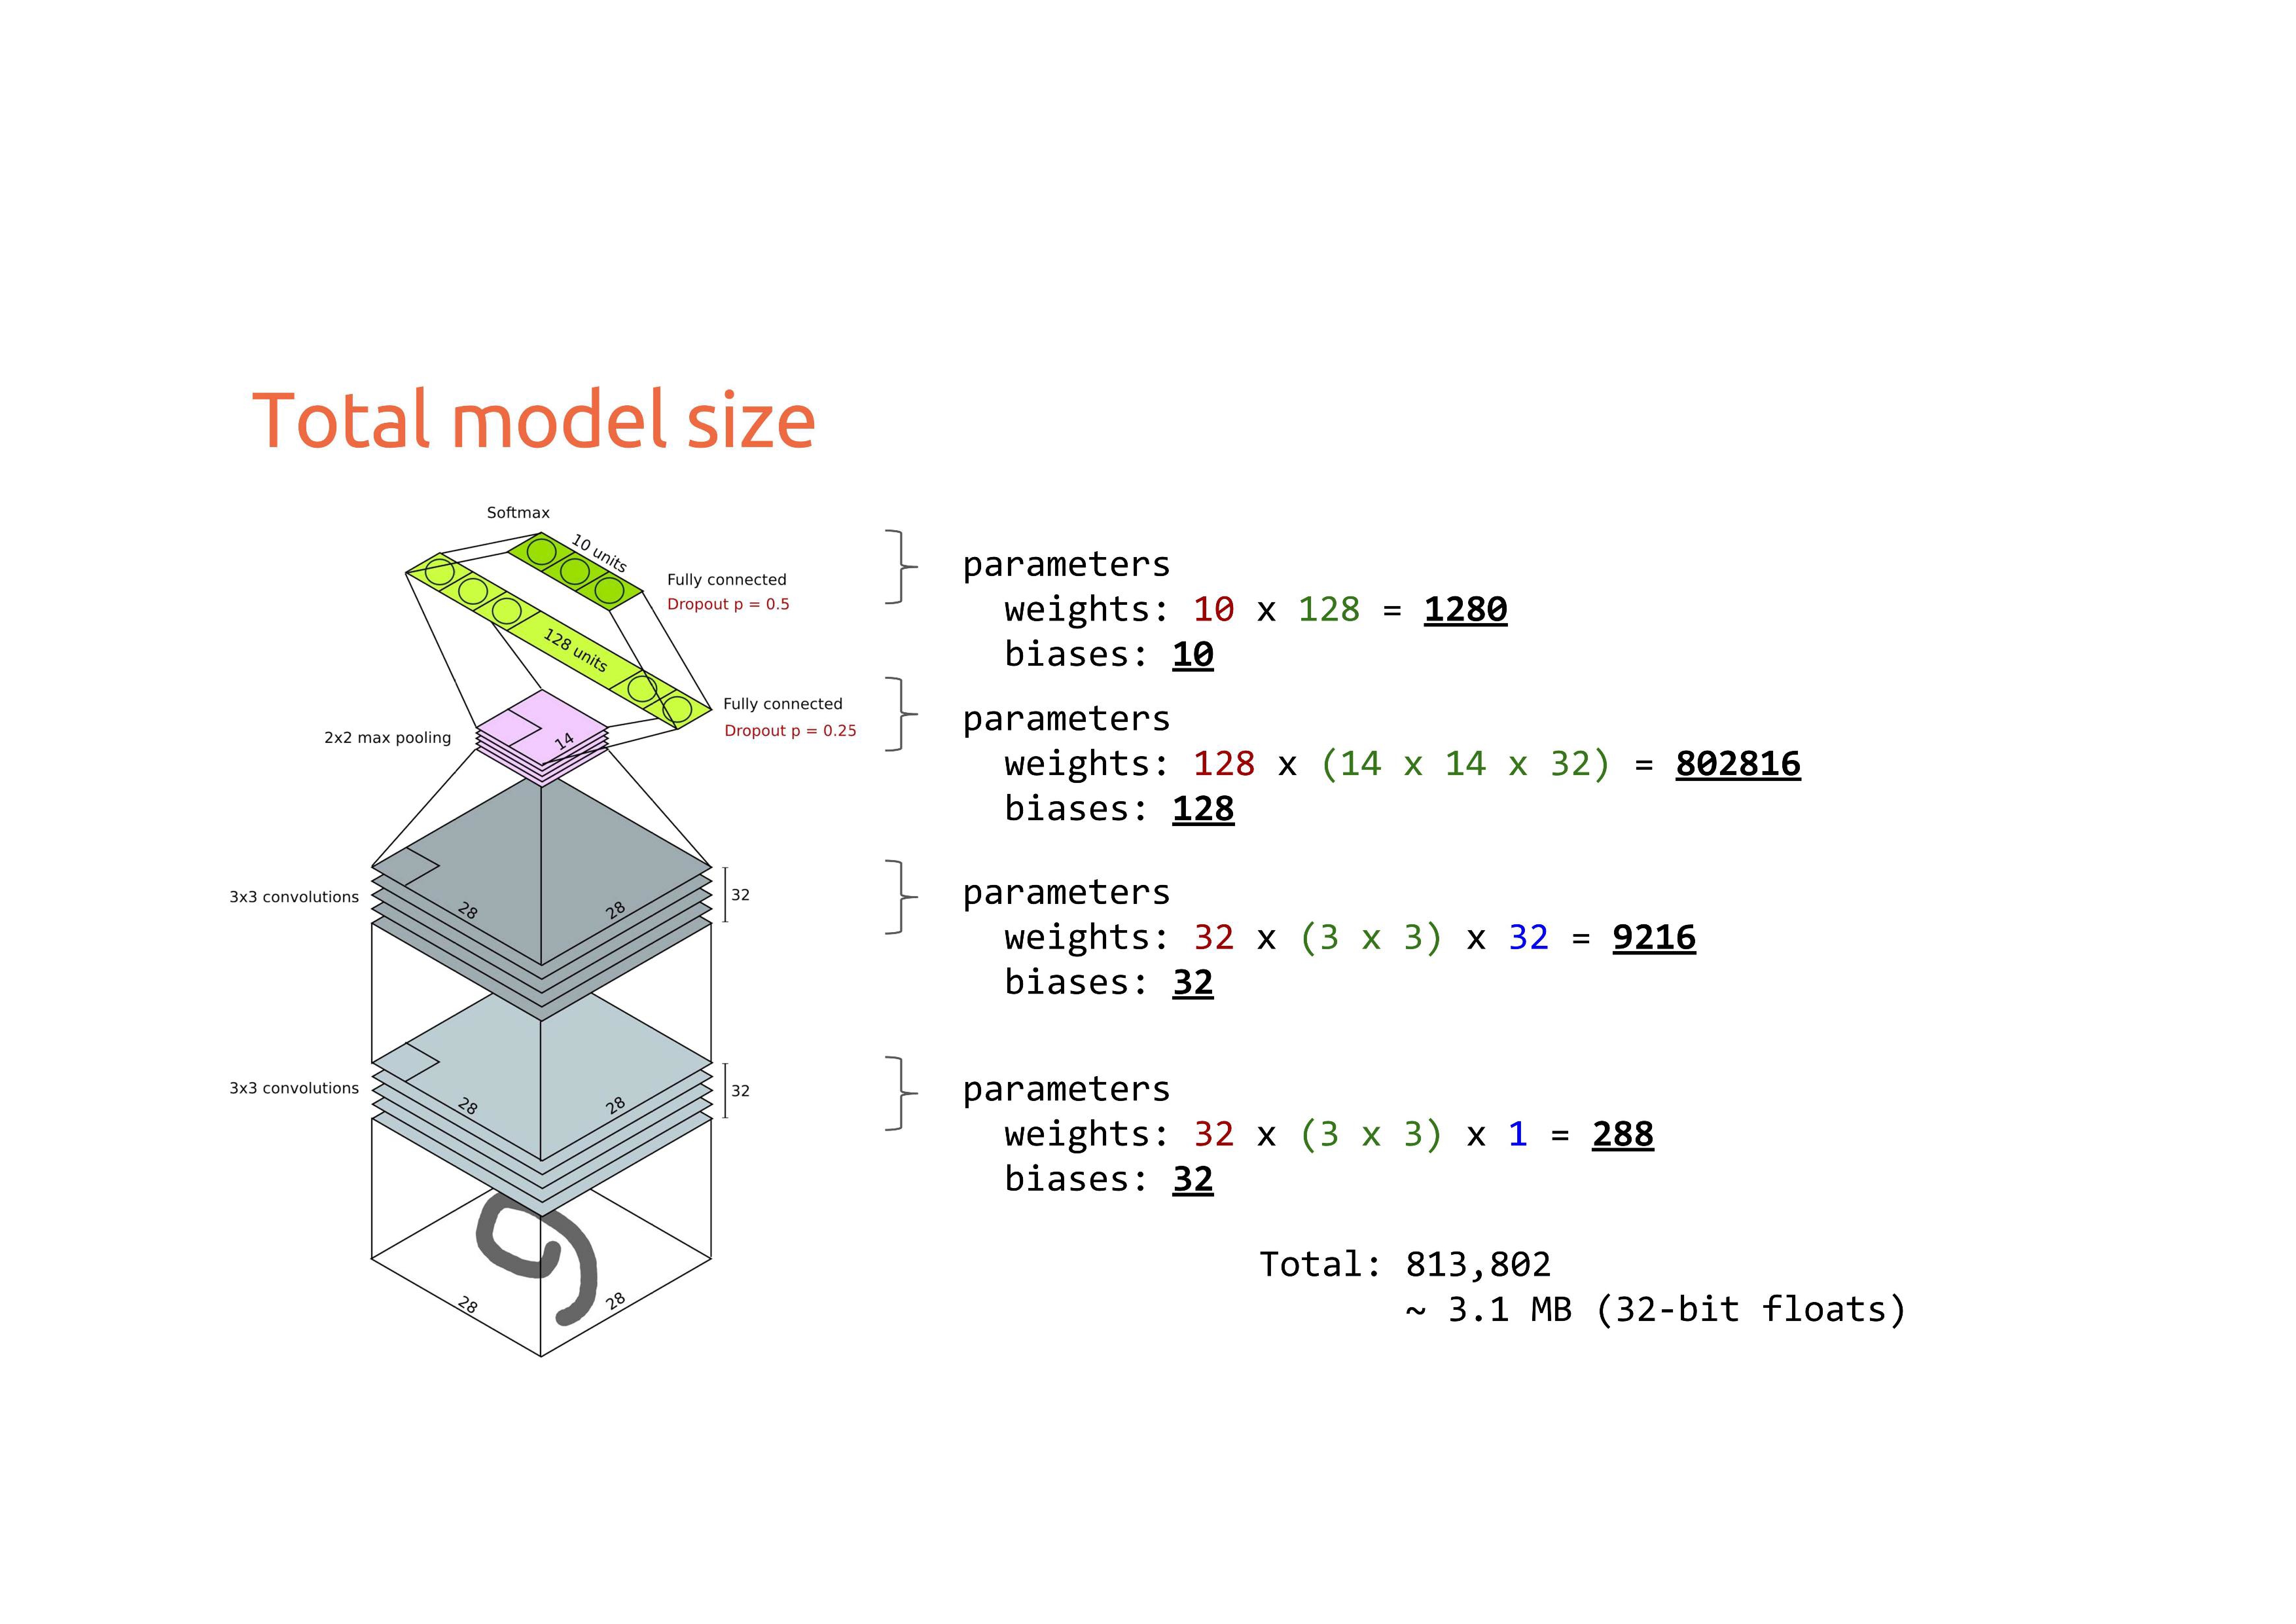 Total model size
Softmax
10 units
Fully connected
Dropout p = 0.5
128 units
Fully connected
Dropout p = 0.25
2x2 max pooling
14
3x3 convolutions
28
28
32
3x3 convolutions
28
28
32
9
28
28
parameters
weights: 10 x 128 = 1280
biases: 10
parameters
weights: 128 x (14 x 14 x 32) = 802816
biases: 128
parameters
weights: 32 x (3 x 3) x 32 = 9216
biases: 32
parameters
weights: 32 x (3 x 3) x 1 = 288
biases: 32
Total: 813,802
~ 3.1 MB (32-bit floats)